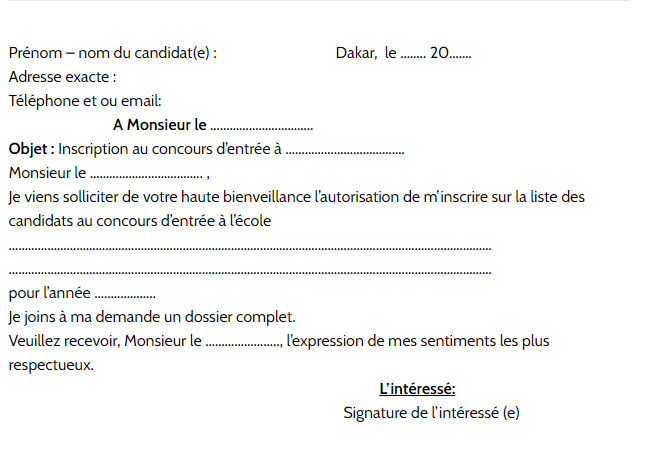 Prénom – nom du candidat(e) : Dakar, le ........ 20.......
Adresse exacte :
Téléphone et ou email:
A Monsieur le ................................
Objet : Inscription au concours d’entrée à .....................................
Monsieur le ................................... ,
Je viens solliciter de votre haute bienveillance l’autorisation de m’inscrire sur la liste des
candidats au concours d’entrée à l’école
......................................................................................................................................................
......................................................................................................................................................
pour l’année ...................
Je joins à ma demande un dossier complet.
Veuillez recevoir, Monsieur le ......................., l’expression de mes sentiments les plus
respectueux.
L’intéressé:
Signature de l’intéressé (e)